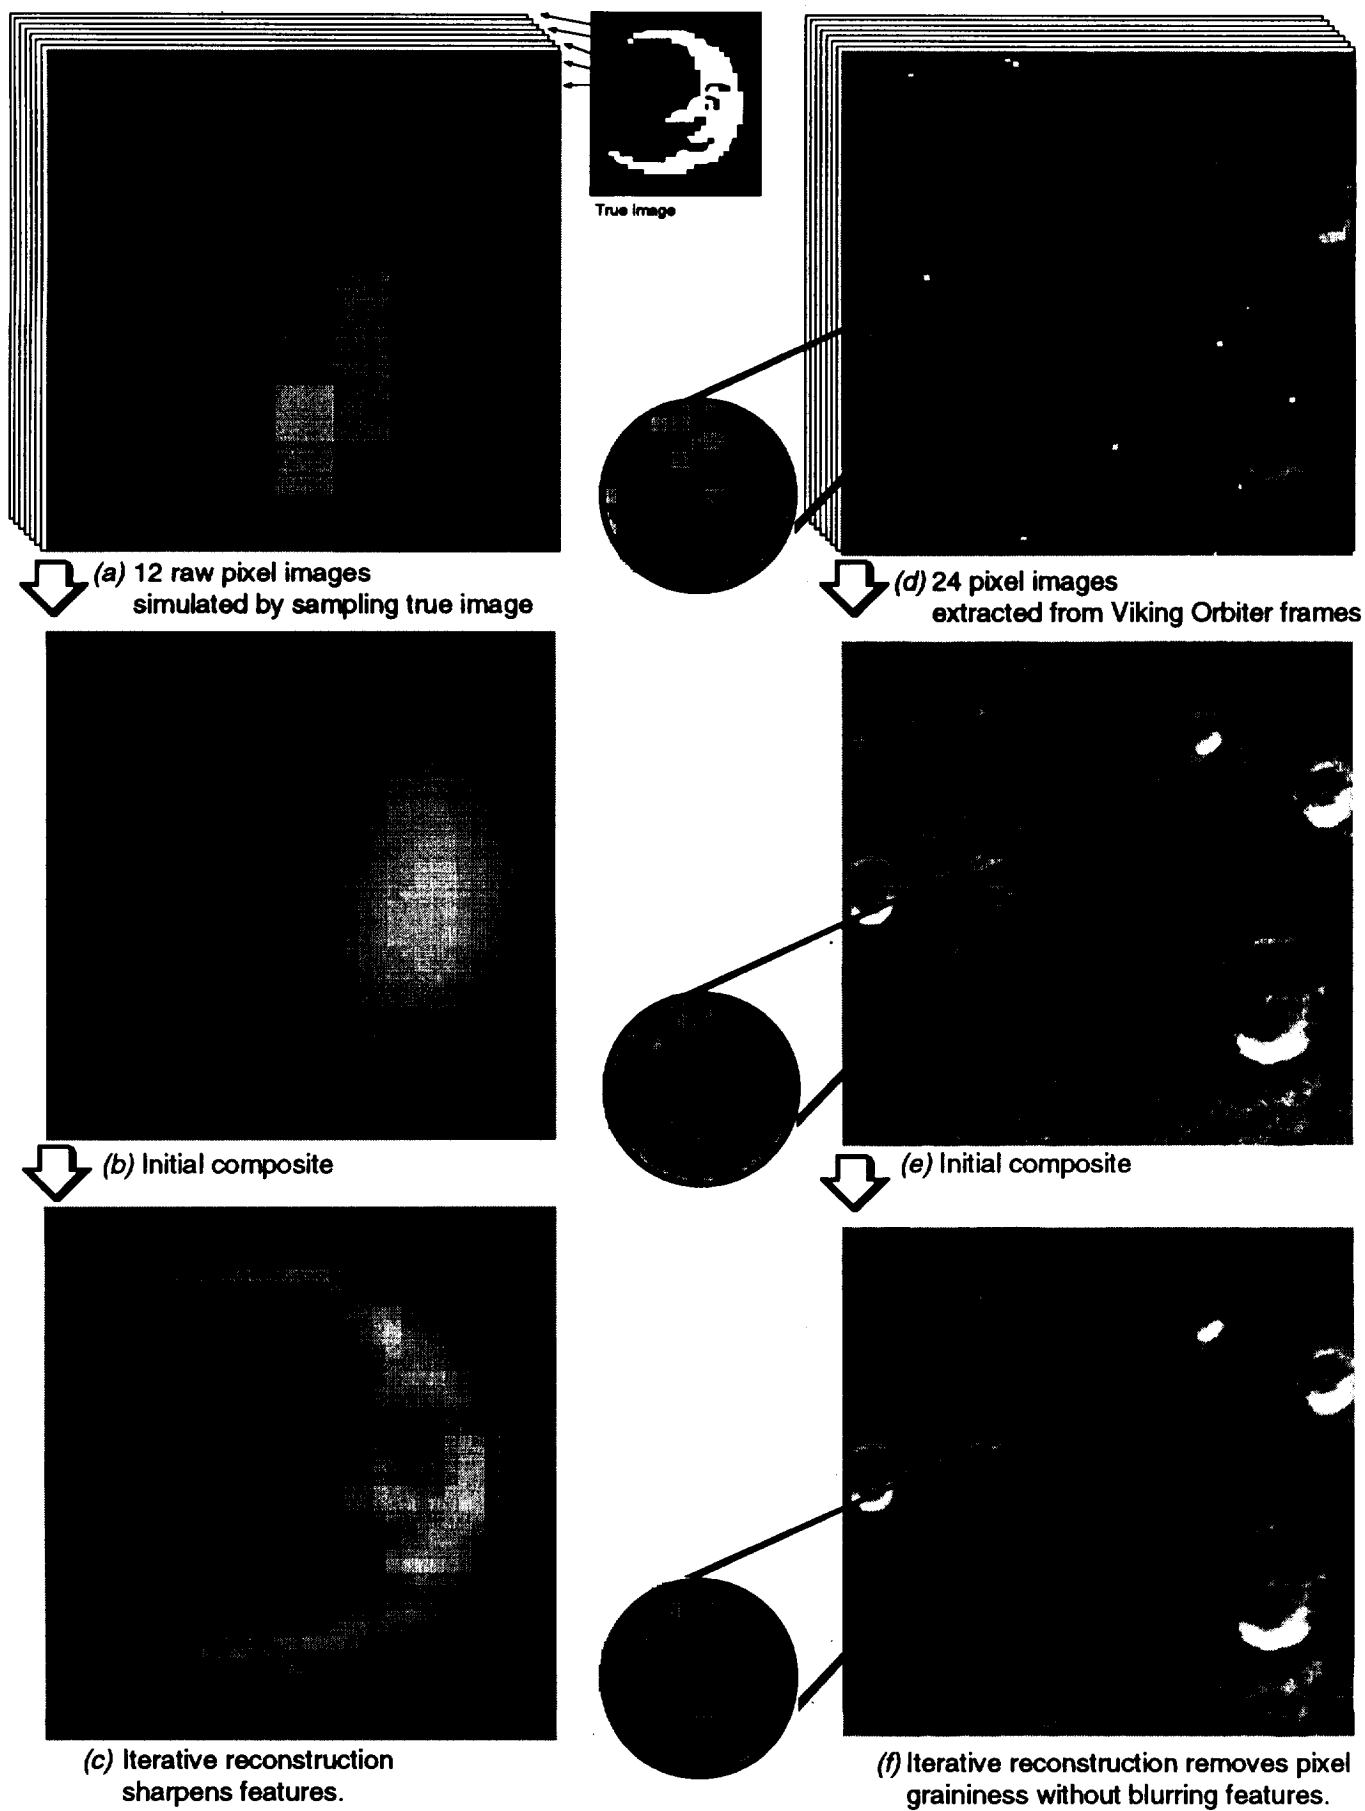 True Image
(a) 12 raw pixel images
simulated by sampling true image
(d) 24 pixel images
extracted from Viking Orbiter frames
(b) Initial composite
(e) Initial composite
(c) Iterative reconstruction
sharpens features.
(f) Iterative reconstruction removes pixel
graininess without blurring features.